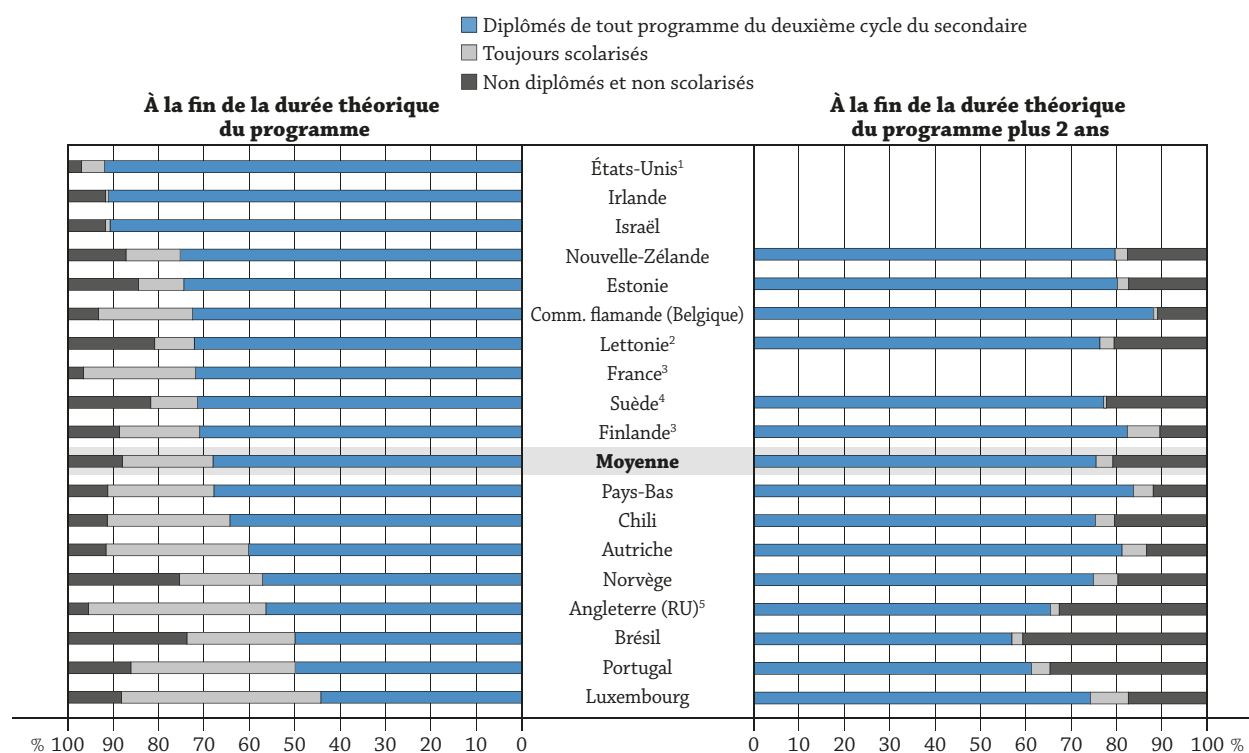 Diplômés de tout programme du deuxième cycle du secondaire
Toujours scolarisés
Non diplômés et non scolarisés
À la fin de la durée théorique
du programme
À la fin de la durée théorique
du programme plus 2 ans
États-Unis¹
Irlande
Israël
Nouvelle-Zélande
Estonie
Comm. flamande (Belgique)
Lettonie²
France³
Suède⁴
Finlande³
Moyenne
Pays-Bas
Chili
Autriche
Norvège
Angleterre (RU)⁵
Brésil
Portugal
Luxembourg
% 100 90 80 70 60 50 40 30 20 10 0
0 10 20 30 40 50 60 70 80 90 100 %